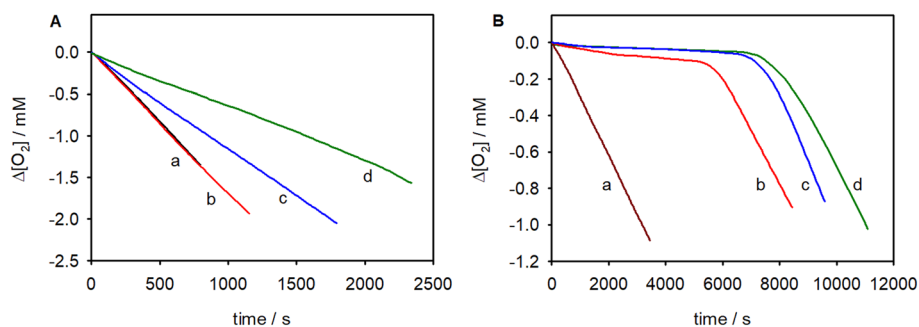 A
0.0
-0.5
-1.0
-1.5
-2.0
-2.5
Δ[O₂] / mM
a
b
c
d
0 500 1000 1500 2000 2500
time / s
B
0.0
-0.2
-0.4
-0.6
-0.8
-1.0
-1.2
Δ[O₂] / mM
a
b
c
d
0 2000 4000 6000 8000 10000 12000
time / s